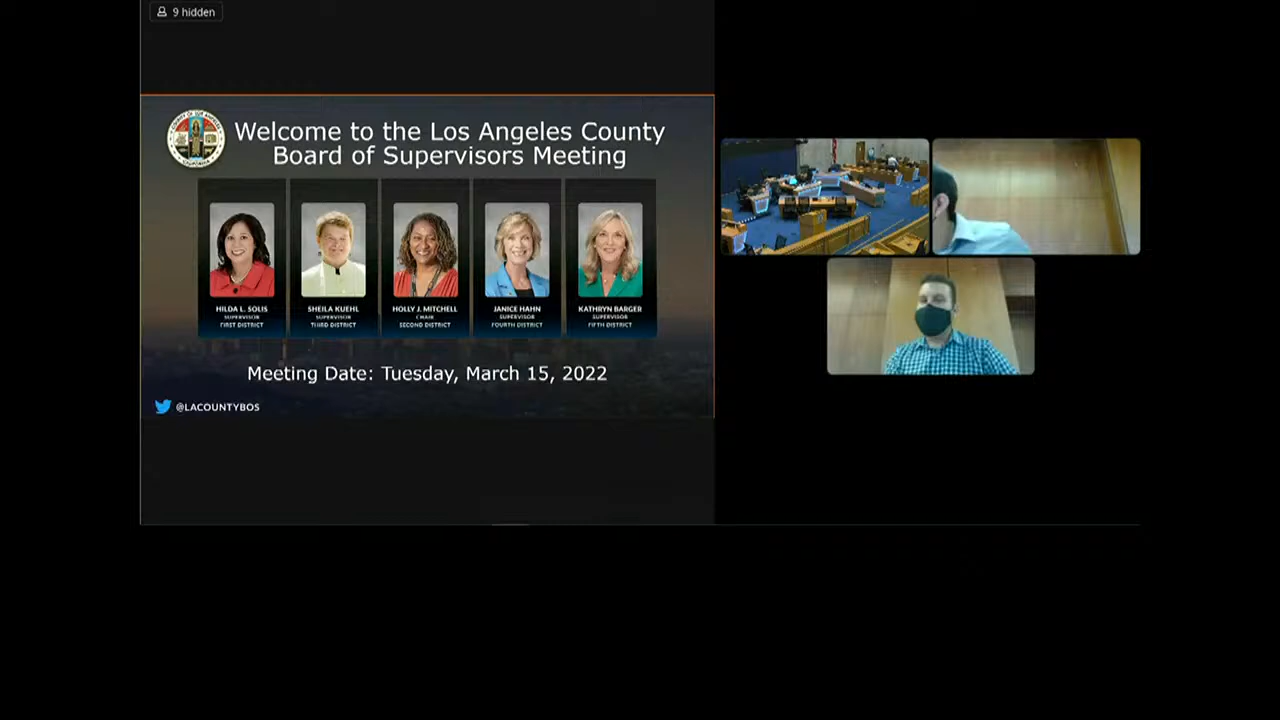 9 hidden
Welcome to the Los Angeles County
Board of Supervisors Meeting
HILDA L. SOLIS
SUPERVISOR
FIRST DISTRICT
SHEILA KUEHL
SUPERVISOR
THIRD DISTRICT
HOLLY J. MITCHELL
CHAIR
SECOND DISTRICT
JANICE HAHN
SUPERVISOR
FOURTH DISTRICT
KATHRYN BARGER
SUPERVISOR
FIFTH DISTRICT
Meeting Date: Tuesday, March 15, 2022
@LACOUNTYBOS